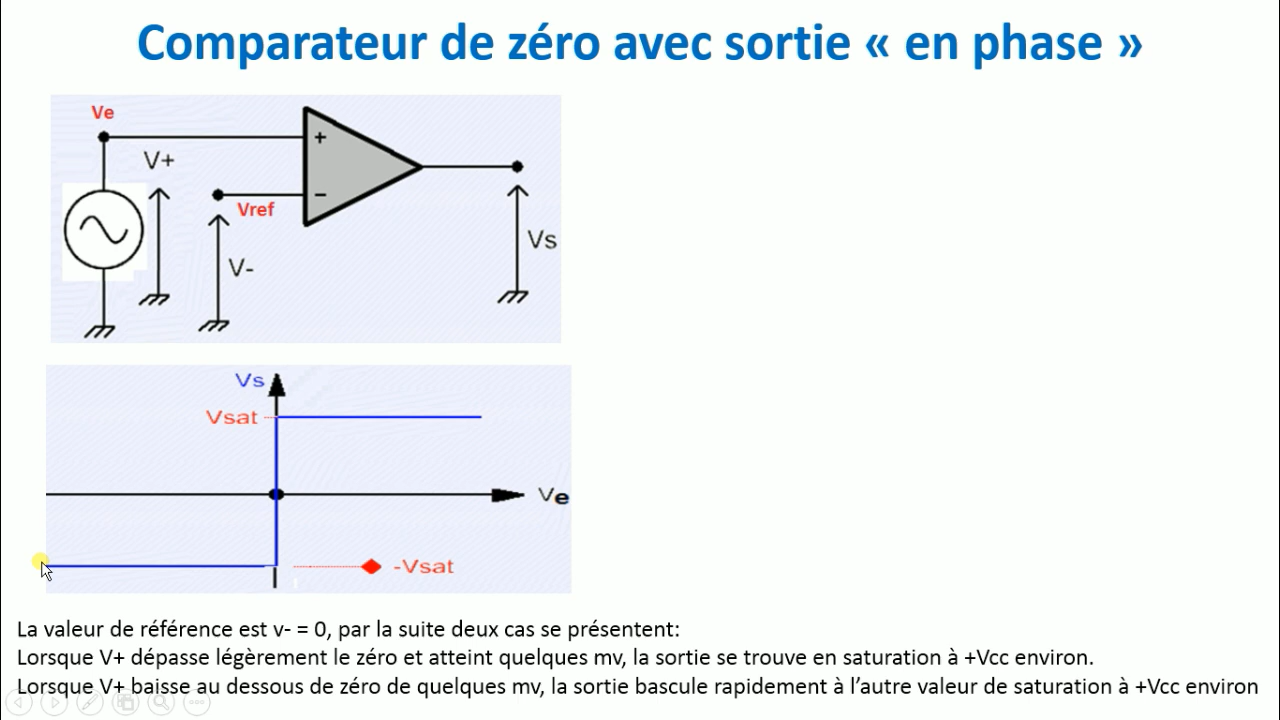 Comparateur de zéro avec sortie « en phase »
Ve
V+
+
−
Vref
V-
Vs
Vs
Vsat
Ve
-Vsat
La valeur de référence est v- = 0, par la suite deux cas se présentent:
Lorsque V+ dépasse légèrement le zéro et atteint quelques mv, la sortie se trouve en saturation à +Vcc environ.
Lorsque V+ baisse au dessous de zéro de quelques mv, la sortie bascule rapidement à l’autre valeur de saturation à +Vcc environ